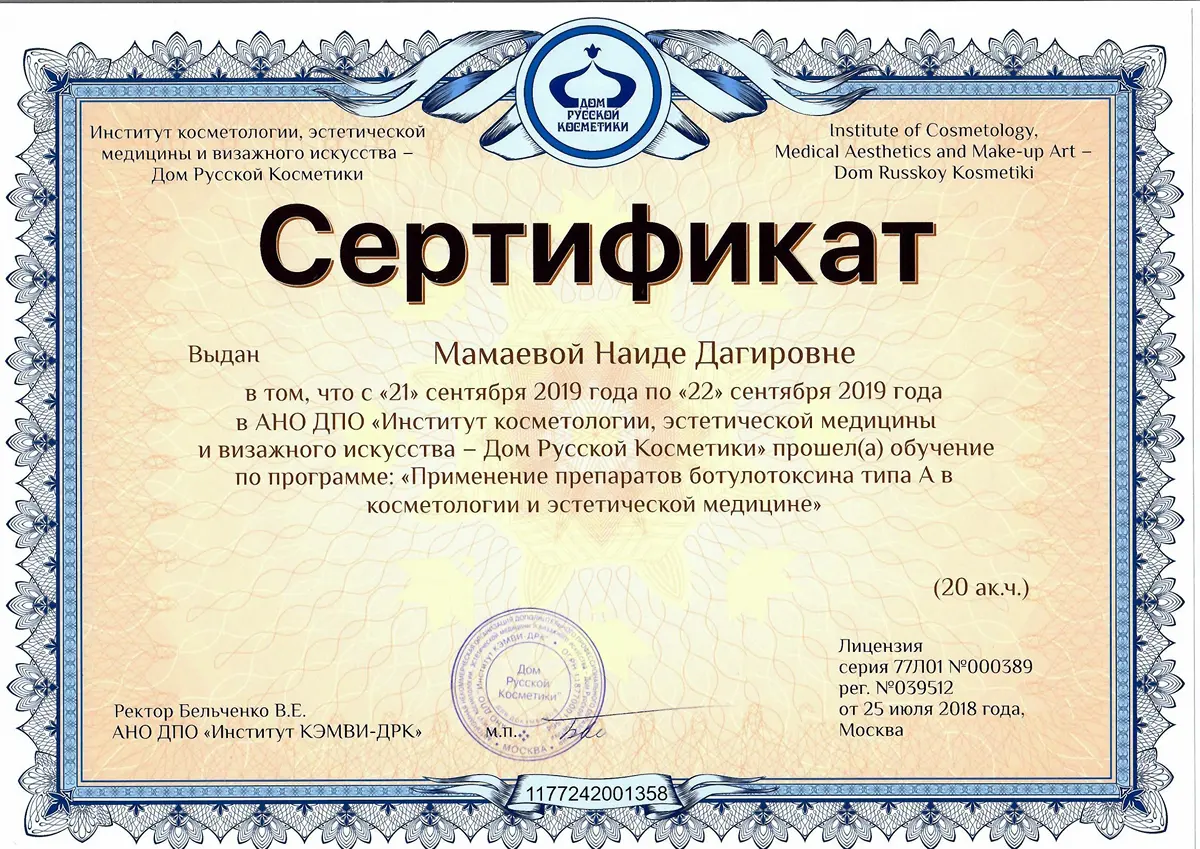 ДОМ
РУССКОЙ
КОСМЕТИКИ
Институт косметологии, эстетической
медицины и визажного искусства –
Дом Русской Косметики
Institute of Cosmetology,
Medical Aesthetics and Make-up Art –
Dom Russkoy Kosmetiki
Сертификат
Выдан Мамаевой Наиде Дагировне
в том, что с «21» сентября 2019 года по «22» сентября 2019 года
в АНО ДПО «Институт косметологии, эстетической медицины
и визажного искусства – Дом Русской Косметики» прошел(а) обучение
по программе: «Применение препаратов ботулотоксина типа А в
косметологии и эстетической медицине»
(20 ак.ч.)
Лицензия
серия 77Л01 №000389
рег. №039512
от 25 июля 2018 года,
Москва
Ректор Бельченко В.Е.
АНО ДПО «Институт КЭМВИ-ДРК»
м.п.
Дом
Русской
Косметики
МОСКВА
1177242001358